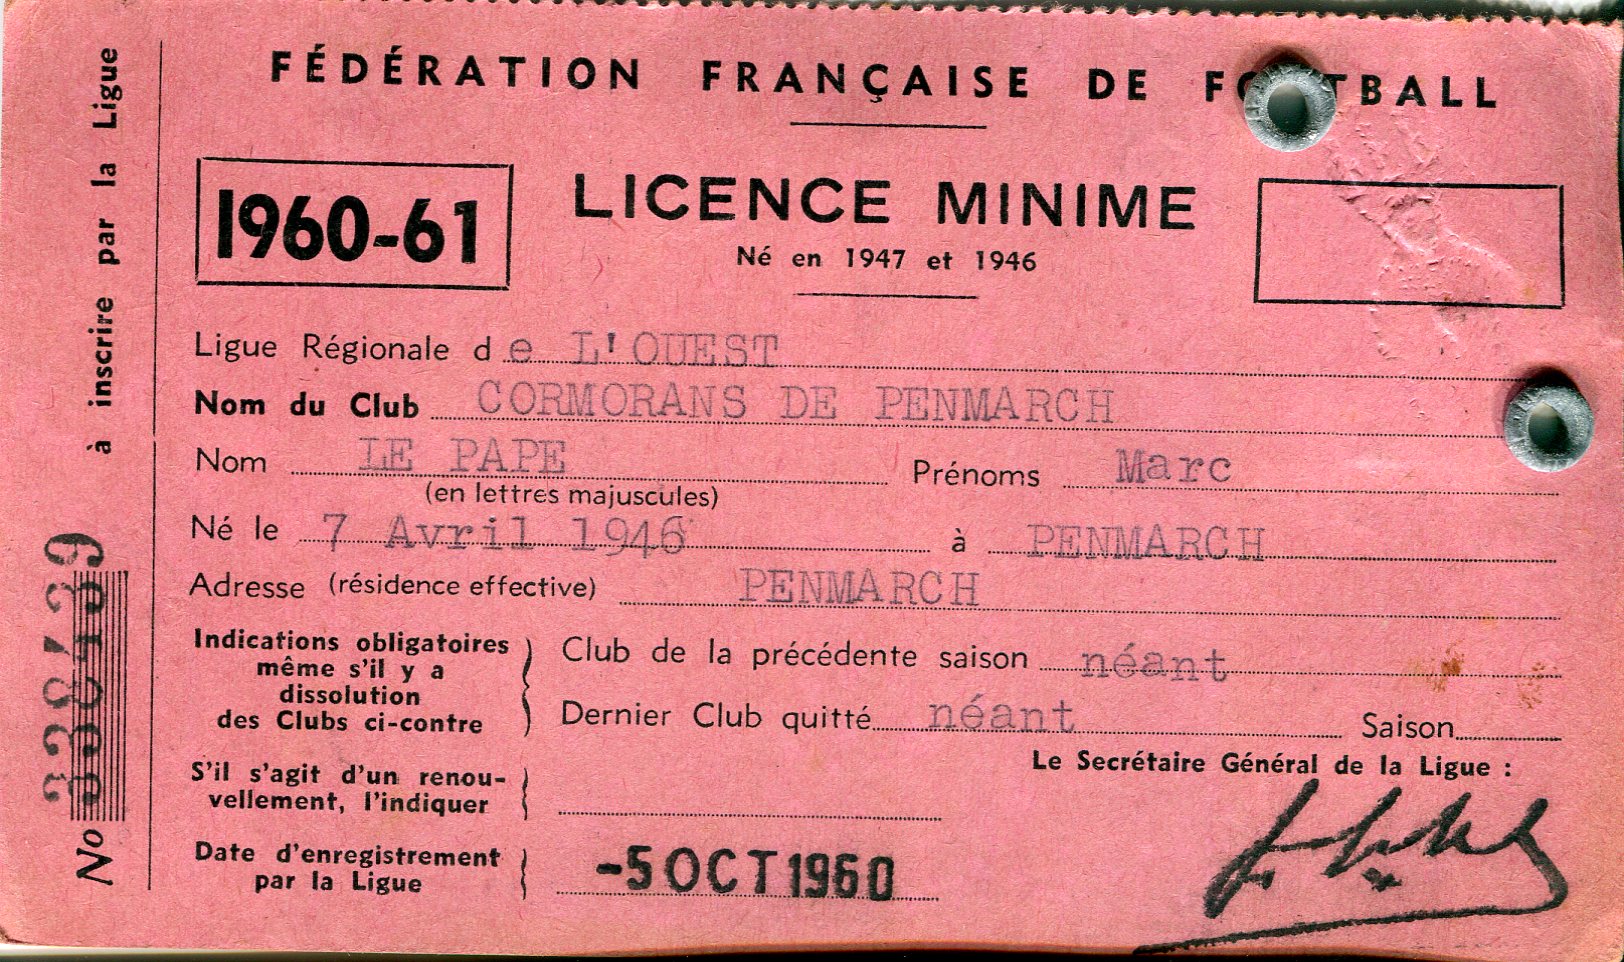 FÉDÉRATION FRANÇAISE DE FOOTBALL
1960-61
LICENCE MINIME
Né en 1947 et 1946
Ligue Régionale de L'OUEST
Nom du Club CORMORANS DE PENMARCH
Nom LE PAPE Prénoms Marc
(en lettres majuscules)
Né le 7 Avril 1946 à PENMARCH
Adresse (résidence effective) PENMARCH
Indications obligatoires
même s'il y a
dissolution
des Clubs ci-contre
Club de la précédente saison néant
Dernier Club quitté néant Saison
Le Secrétaire Général de la Ligue :
S'il s'agit d'un renou-
vellement, l'indiquer
Date d'enregistrement
par la Ligue
-5 OCT 1960
à inscrire par la Ligue
No